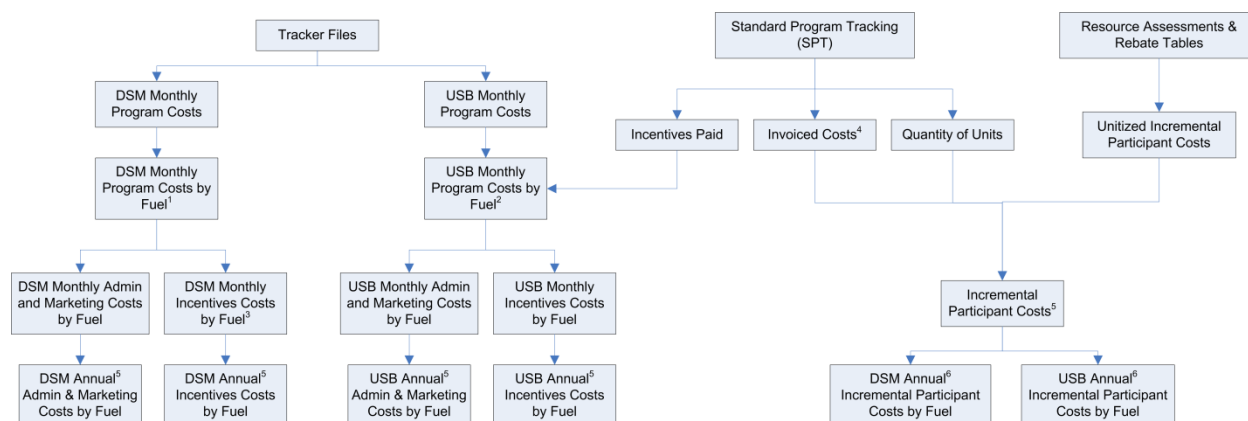 Tracker Files
Standard Program Tracking
(SPT)
Resource Assessments &
Rebate Tables
DSM Monthly
Program Costs
USB Monthly
Program Costs
Incentives Paid
Invoiced Costs⁴
Quantity of Units
Unitized Incremental
Participant Costs
DSM Monthly
Program Costs by
Fuel¹
USB Monthly
Program Costs by
Fuel²
DSM Monthly Admin
and Marketing Costs
by Fuel
DSM Monthly
Incentives Costs
by Fuel³
USB Monthly Admin
and Marketing Costs
by Fuel
USB Monthly
Incentives Costs
by Fuel
Incremental
Participant Costs⁵
DSM Annual⁵
Admin & Marketing
Costs by Fuel
DSM Annual⁵
Incentives Costs
by Fuel
USB Annual⁵
Admin & Marketing
Costs by Fuel
USB Annual⁵
Incentives Costs
by Fuel
DSM Annual⁶
Incremental Participant
Costs by Fuel
USB Annual⁶
Incremental Participant
Costs by Fuel